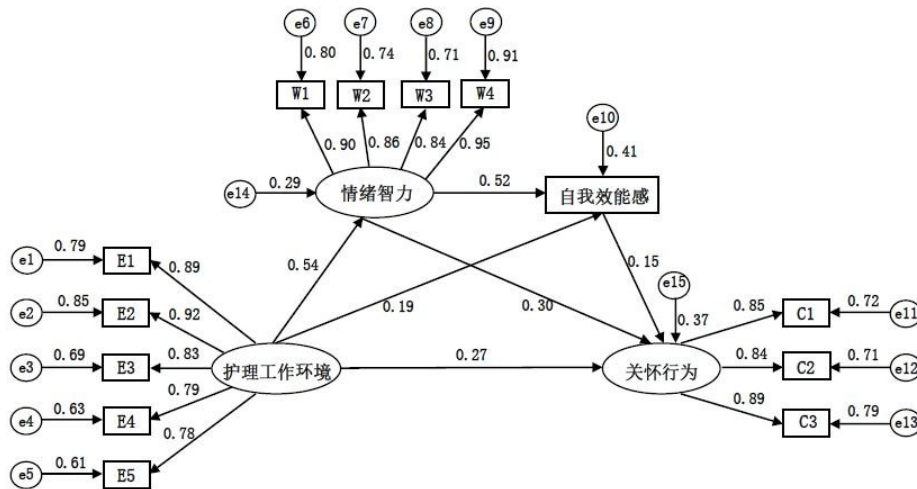 e6 e7 e8 e9
0.80 0.74 0.71 0.91
W1 W2 W3 W4
e10
0.90 0.86 0.84 0.95
0.41
e14 0.29 情绪智力 0.52 自我效能感
e1 0.79 E1 0.89
0.54 0.15
e15
e2 0.85 E2 0.92
0.19 0.30 0.37 0.85 C1 0.72 e11
e3 0.69 E3 0.83 护理工作环境 0.27 关怀行为 0.84 C2 0.71 e12
e4 0.63 E4 0.79
0.89 C3 0.79 e13
e5 0.61 E5 0.78